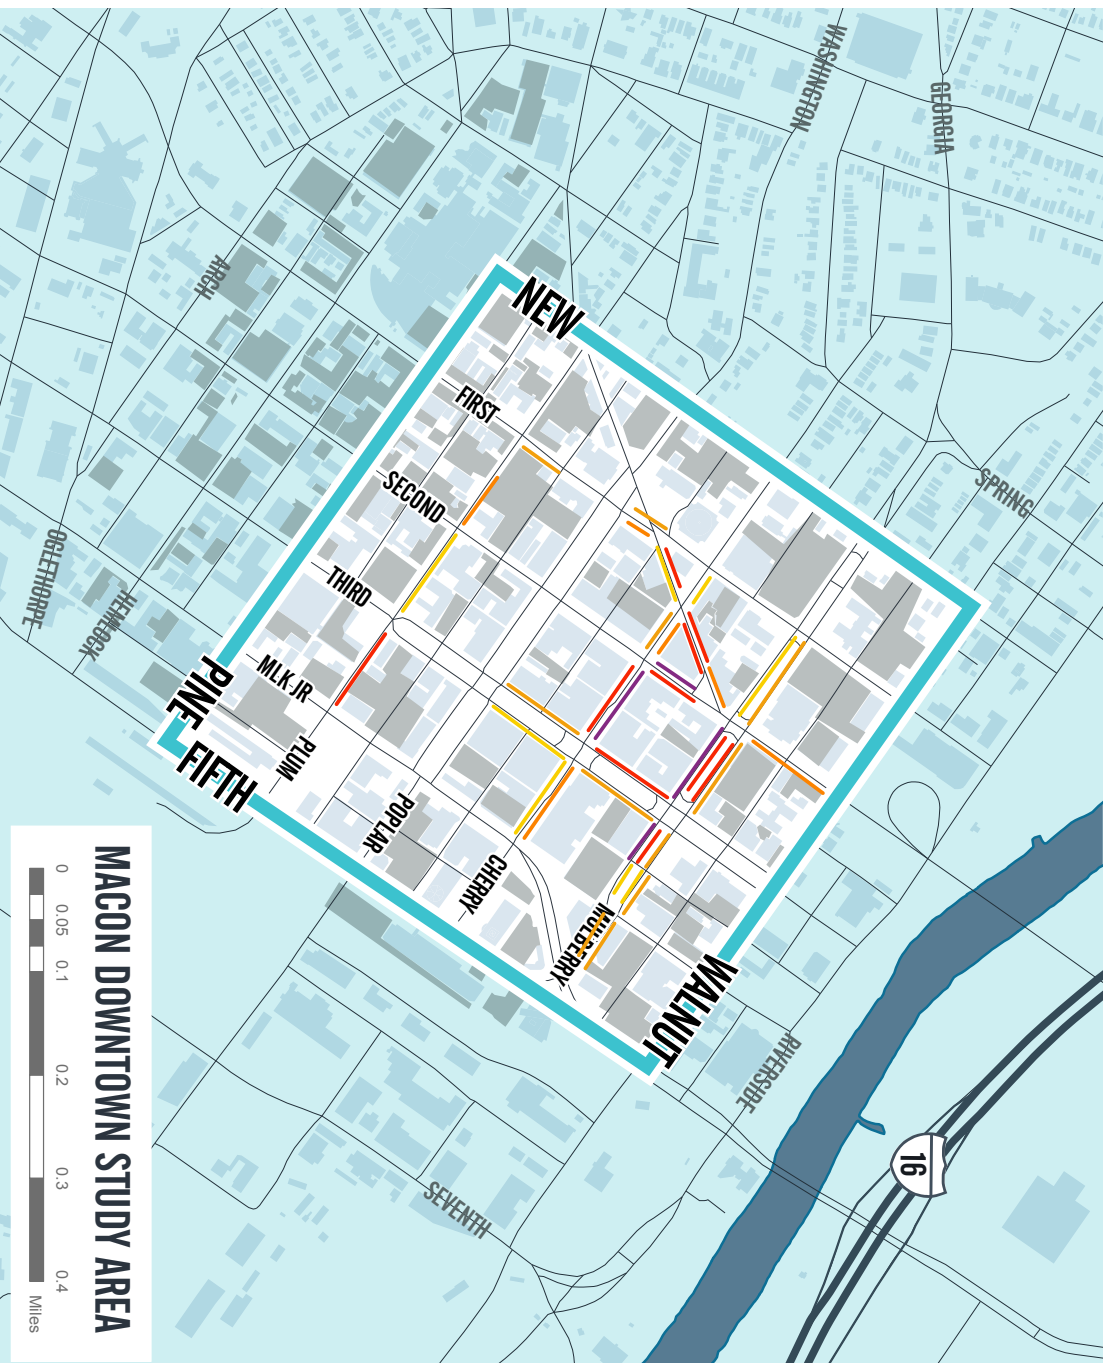 WASHINGTON
GEORGIA
ARCH
NEW
FIRST
SPRING
SECOND
OGLETHORPE
HEMLOCK
THIRD
MLK JR
PINE
FIFTH
PLUM
POPLAR
CHERRY
MULBERRY
WALNUT
RIVERSIDE
16
SEVENTH
MACON DOWNTOWN STUDY AREA
0 0.05 0.1 0.2 0.3 0.4
Miles